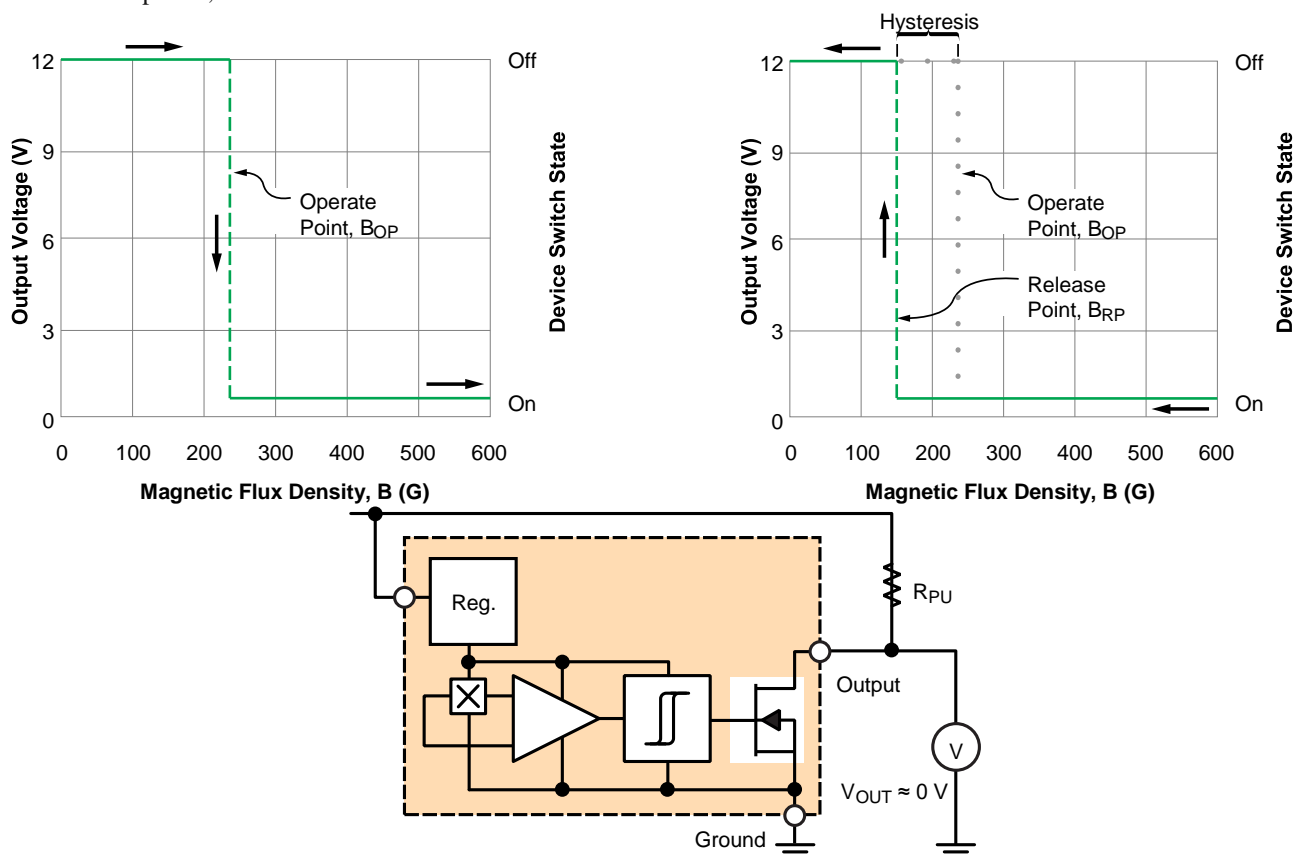 Hysteresis
12
9
6
3
0
Output Voltage (V)
Operate
Point, BOP
Off
On
Device Switch State
0 100 200 300 400 500 600
Magnetic Flux Density, B (G)
12
9
6
3
0
Output Voltage (V)
Operate
Point, BOP
Release
Point, BRP
Off
On
Device Switch State
0 100 200 300 400 500 600
Magnetic Flux Density, B (G)
Reg.
RPU
Output
V
VOUT ≈ 0 V
Ground